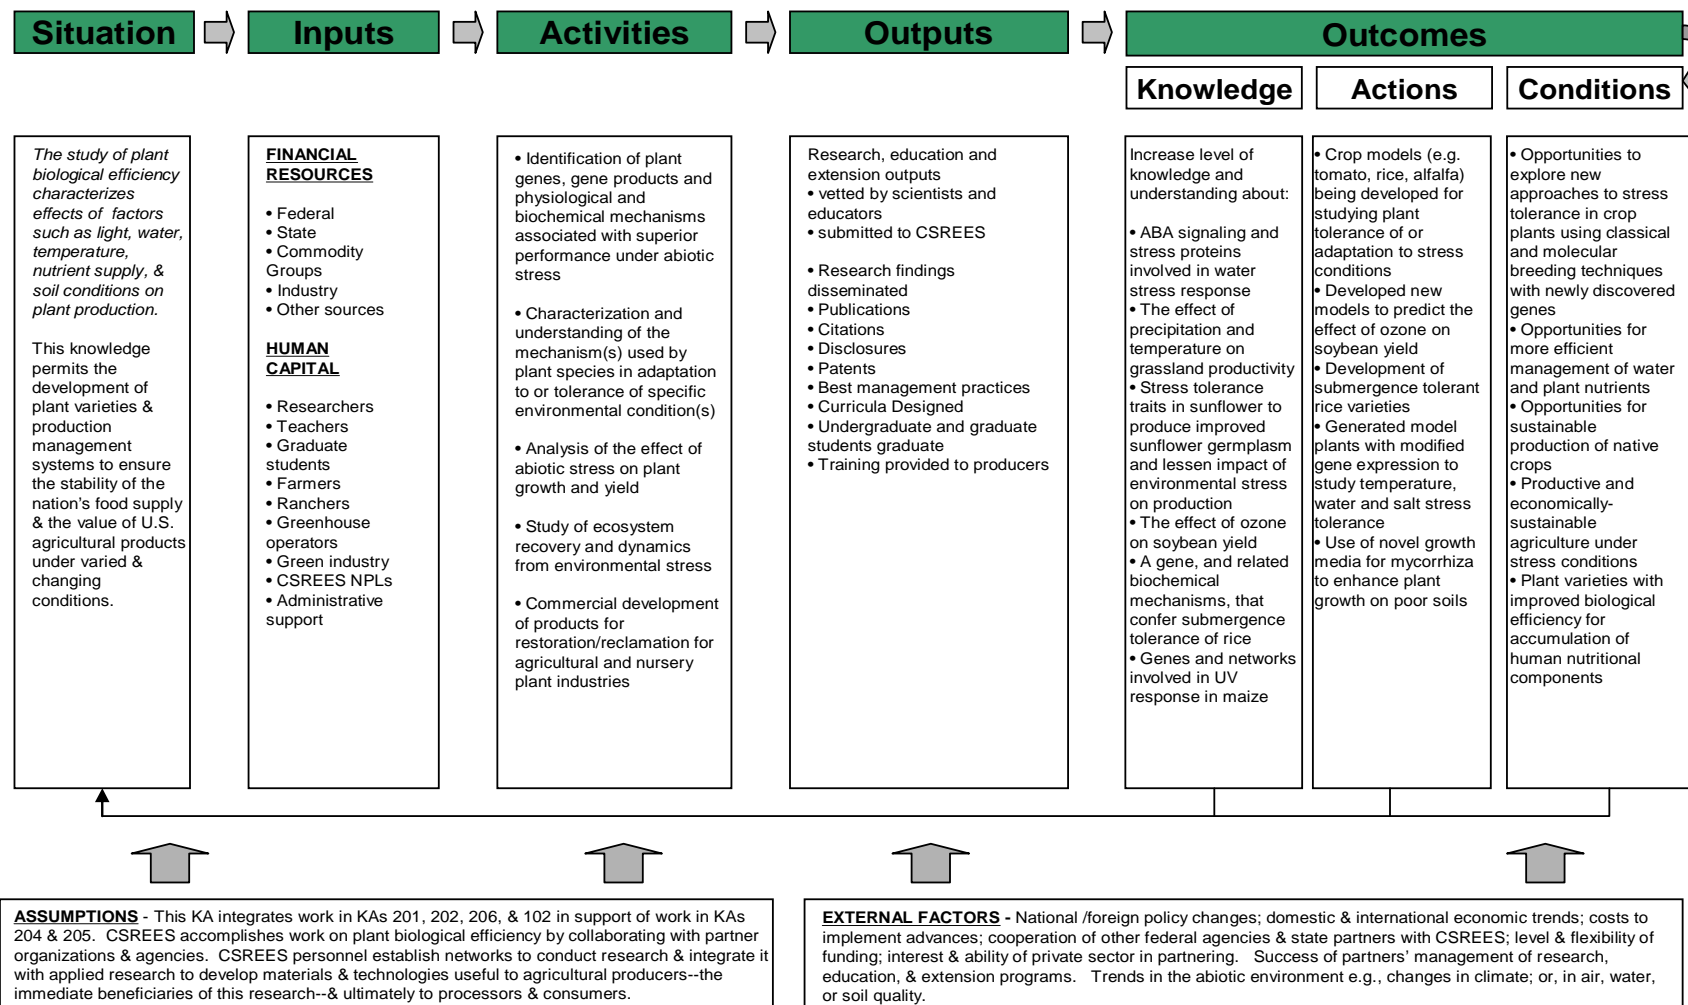 Situation
Inputs
Activities
Outputs
Outcomes
Knowledge
Actions
Conditions
The study of plant
biological efficiency
characterizes
effects of  factors
such as light, water,
temperature,
nutrient supply, &
soil conditions on
plant production.
This knowledge
permits the
development of
plant varieties &
production
management
systems to ensure
the stability of the
nation's food supply
& the value of U.S.
agricultural products
under varied &
changing
conditions.
FINANCIAL
RESOURCES
• Federal
• State
• Commodity
Groups
• Industry
• Other sources
HUMAN
CAPITAL
• Researchers
• Teachers
• Graduate
students
• Farmers
• Ranchers
• Greenhouse
operators
• Green industry
• CSREES NPLs
• Administrative
support
• Identification of plant
genes, gene products and
physiological and
biochemical mechanisms
associated with superior
performance under abiotic
stress
• Characterization and
understanding of the
mechanism(s) used by
plant species in adaptation
to or tolerance of specific
environmental condition(s)
• Analysis of the effect of
abiotic stress on plant
growth and yield
• Study of ecosystem
recovery and dynamics
from environmental stress
• Commercial development
of products for
restoration/reclamation for
agricultural and nursery
plant industries
Research, education and
extension outputs
• vetted by scientists and
educators
• submitted to CSREES
• Research findings
disseminated
• Publications
• Citations
• Disclosures
• Patents
• Best management practices
• Curricula Designed
• Undergraduate and graduate
students graduate
• Training provided to producers
Increase level of
knowledge and
understanding about:
• ABA signaling and
stress proteins
involved in water
stress response
• The effect of
precipitation and
temperature on
grassland productivity
• Stress tolerance
traits in sunflower to
produce improved
sunflower germplasm
and lessen impact of
environmental stress
on production
• The effect of ozone
on soybean yield
• A gene, and related
biochemical
mechanisms, that
confer submergence
tolerance of rice
• Genes and networks
involved in UV
response in maize
• Crop models (e.g.
tomato, rice, alfalfa)
being developed for
studying plant
tolerance of or
adaptation to stress
conditions
• Developed new
models to predict the
effect of ozone on
soybean yield
• Development of
submergence tolerant
rice varieties
• Generated model
plants with modified
gene expression to
study temperature,
water and salt stress
tolerance
• Use of novel growth
media for mycorrhiza
to enhance plant
growth on poor soils
• Opportunities to
explore new
approaches to stress
tolerance in crop
plants using classical
and molecular
breeding techniques
with newly discovered
genes
• Opportunities for
more efficient
management of water
and plant nutrients
• Opportunities for
sustainable
production of native
crops
• Productive and
economically-
sustainable
agriculture under
stress conditions
• Plant varieties with
improved biological
efficiency for
accumulation of
human nutritional
components
ASSUMPTIONS - This KA integrates work in KAs 201, 202, 206, & 102 in support of work in KAs
204 & 205.  CSREES accomplishes work on plant biological efficiency by collaborating with partner
organizations & agencies.  CSREES personnel establish networks to conduct research & integrate it
with applied research to develop materials & technologies useful to agricultural producers--the
immediate beneficiaries of this research--& ultimately to processors & consumers.
EXTERNAL FACTORS - National /foreign policy changes; domestic & international economic trends; costs to
implement advances; cooperation of other federal agencies & state partners with CSREES; level & flexibility of
funding; interest & ability of private sector in partnering.   Success of partners' management of research,
education, & extension programs.   Trends in the abiotic environment e.g., changes in climate; or, in air, water,
or soil quality.